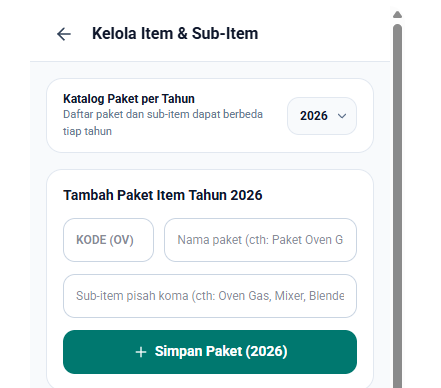 Kelola Item & Sub-Item
Katalog Paket per Tahun
Daftar paket dan sub-item dapat berbeda
tiap tahun
2026
Tambah Paket Item Tahun 2026
KODE (OV)
Nama paket (cth: Paket Oven G
Sub-item pisah koma (cth: Oven Gas, Mixer, Blende
+ Simpan Paket (2026)